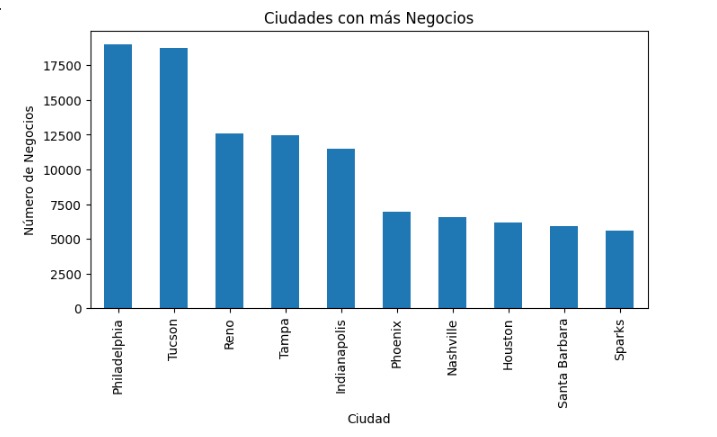 Ciudades con más Negocios
Número de Negocios
17500
15000
12500
10000
7500
5000
2500
0
Philadelphia
Tucson
Reno
Tampa
Indianapolis
Phoenix
Nashville
Houston
Santa Barbara
Sparks
Ciudad